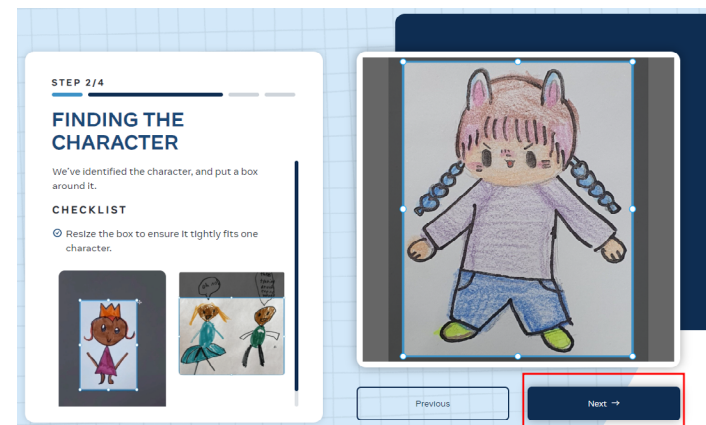 STEP 2/4
FINDING THE
CHARACTER
We've identified the character, and put a box
around it.
CHECKLIST
Resize the box to ensure it tightly fits one
character.
Previous
Next →